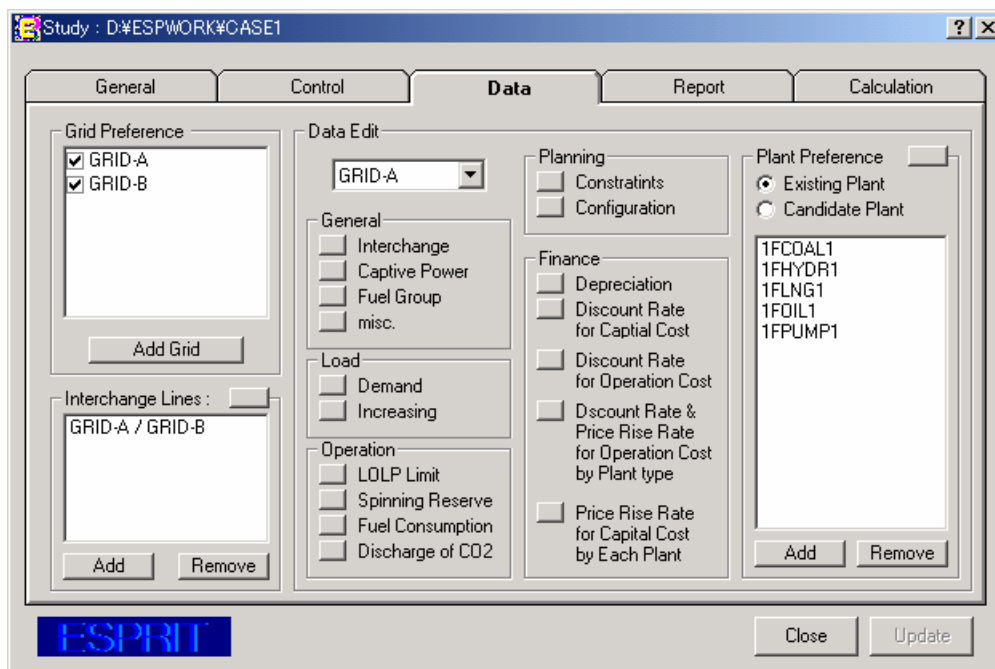 Study : D:¥ESPWORK¥CASE1
General
Control
Data
Report
Calculation
Grid Preference
GRID-A
GRID-B
Add Grid
Interchange Lines :
GRID-A / GRID-B
Add
Remove
Data Edit
GRID-A
General
Interchange
Captive Power
Fuel Group
misc.
Load
Demand
Increasing
Operation
LOLP Limit
Spinning Reserve
Fuel Consumption
Discharge of CO2
Planning
Constratints
Configuration
Finance
Depreciation
Discount Rate
for Captial Cost
Discount Rate
for Operation Cost
Dscount Rate &
Price Rise Rate
for Operation Cost
by Plant type
Price Rise Rate
for Capital Cost
by Each Plant
Plant Preference
Existing Plant
Candidate Plant
1FCOAL1
1FHYDR1
1FLNG1
1FOIL1
1FPUMP1
Add
Remove
ESPRIT
Close
Update